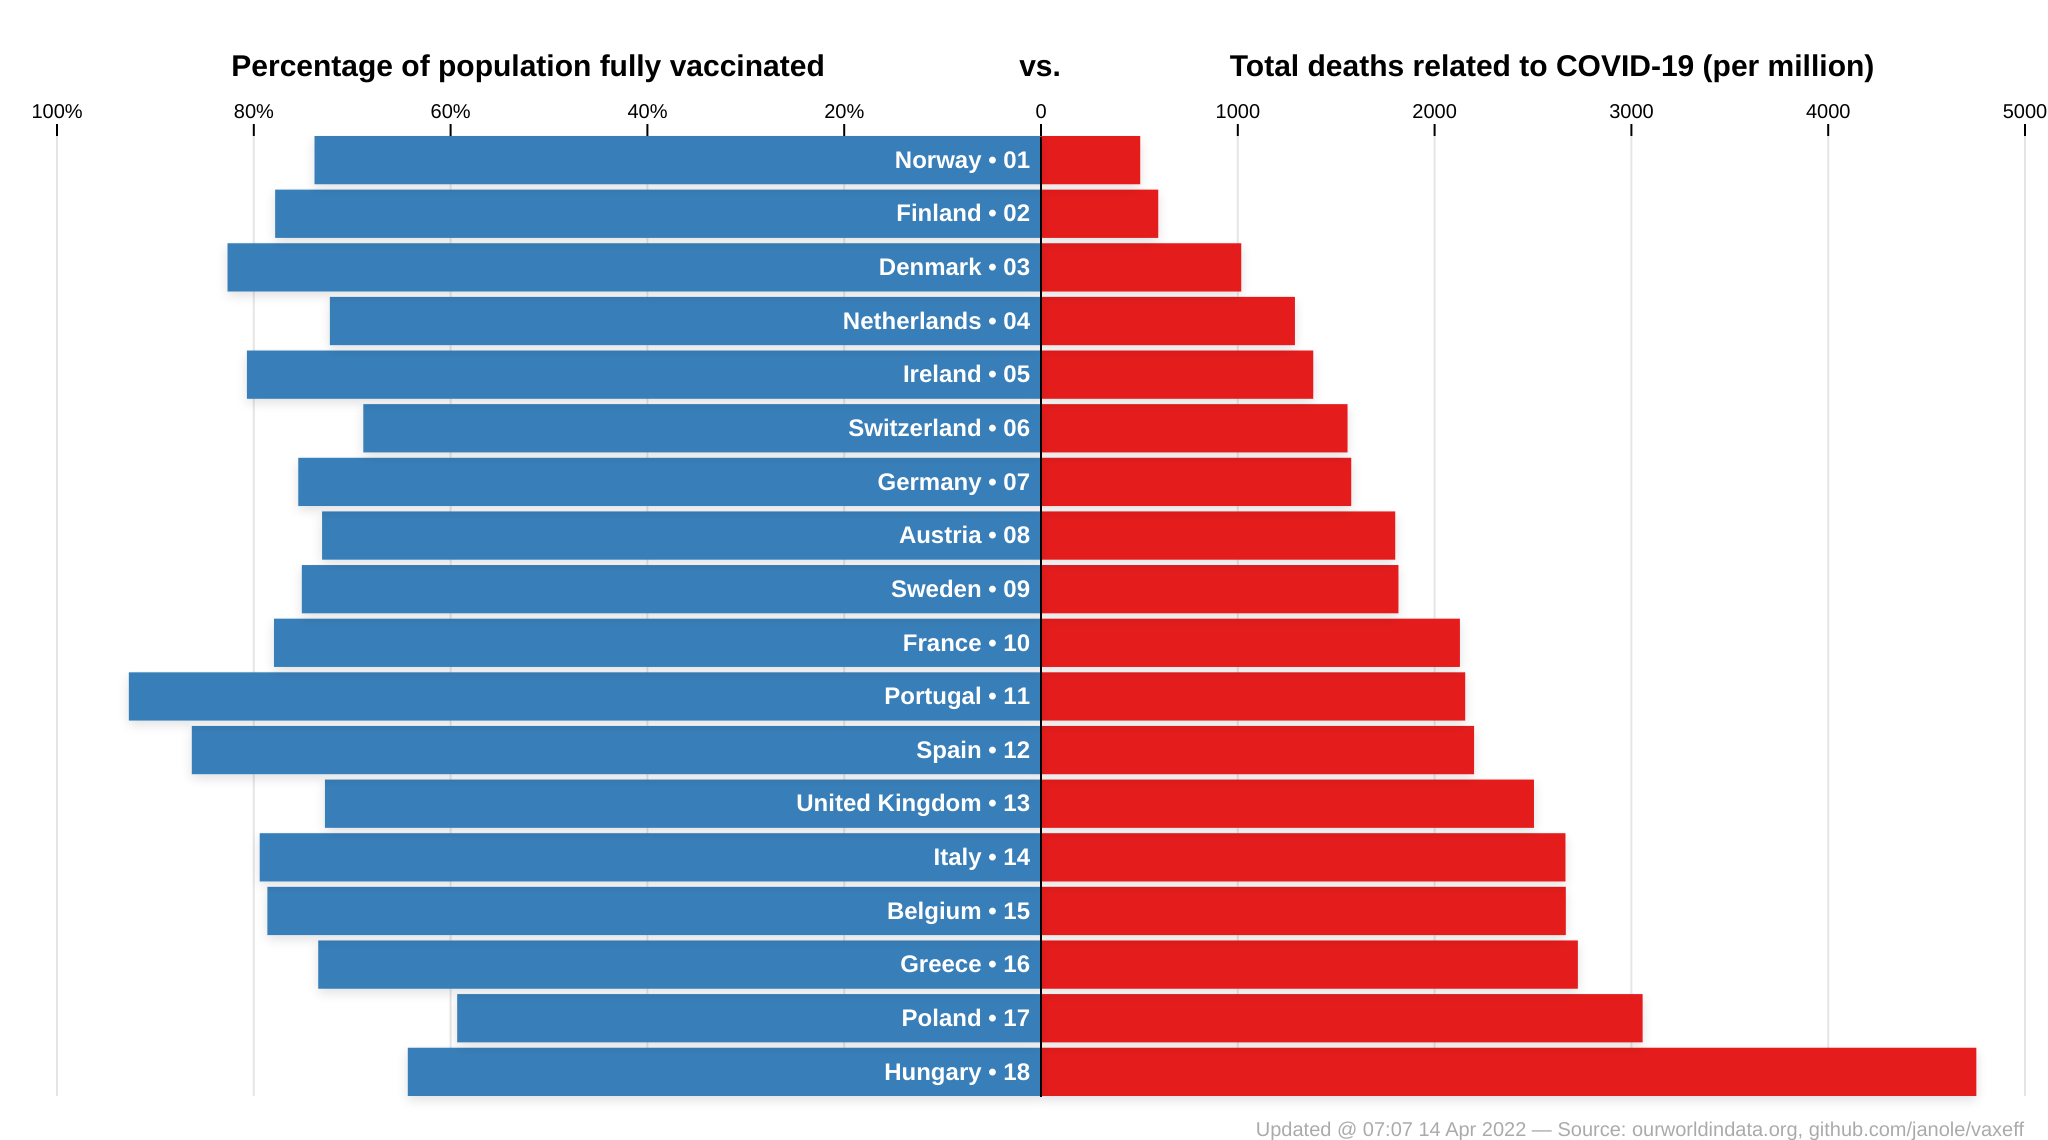 Percentage of population fully vaccinated vs. Total deaths related to COVID-19 (per million)
100% 80% 60% 40% 20% 0 1000 2000 3000 4000 5000
Norway • 01
Finland • 02
Denmark • 03
Netherlands • 04
Ireland • 05
Switzerland • 06
Germany • 07
Austria • 08
Sweden • 09
France • 10
Portugal • 11
Spain • 12
United Kingdom • 13
Italy • 14
Belgium • 15
Greece • 16
Poland • 17
Hungary • 18
Updated @ 07:07 14 Apr 2022 — Source: ourworldindata.org, github.com/janole/vaxeff